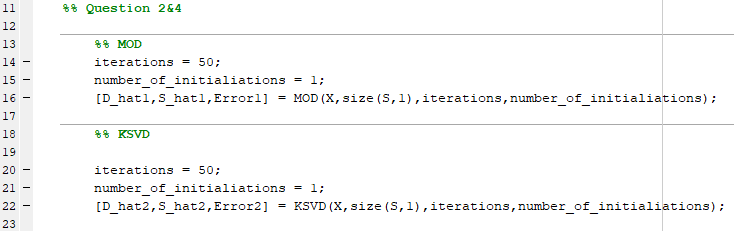 11 %% Question 2&4
12
13 %% MOD
14 – iterations = 50;
15 – number_of_initialiations = 1;
16 – [D_hat1,S_hat1,Error1] = MOD(X,size(S,1),iterations,number_of_initialiations);
17
18 %% KSVD
19
20 – iterations = 50;
21 – number_of_initialiations = 1;
22 – [D_hat2,S_hat2,Error2] = KSVD(X,size(S,1),iterations,number_of_initialiations);
23